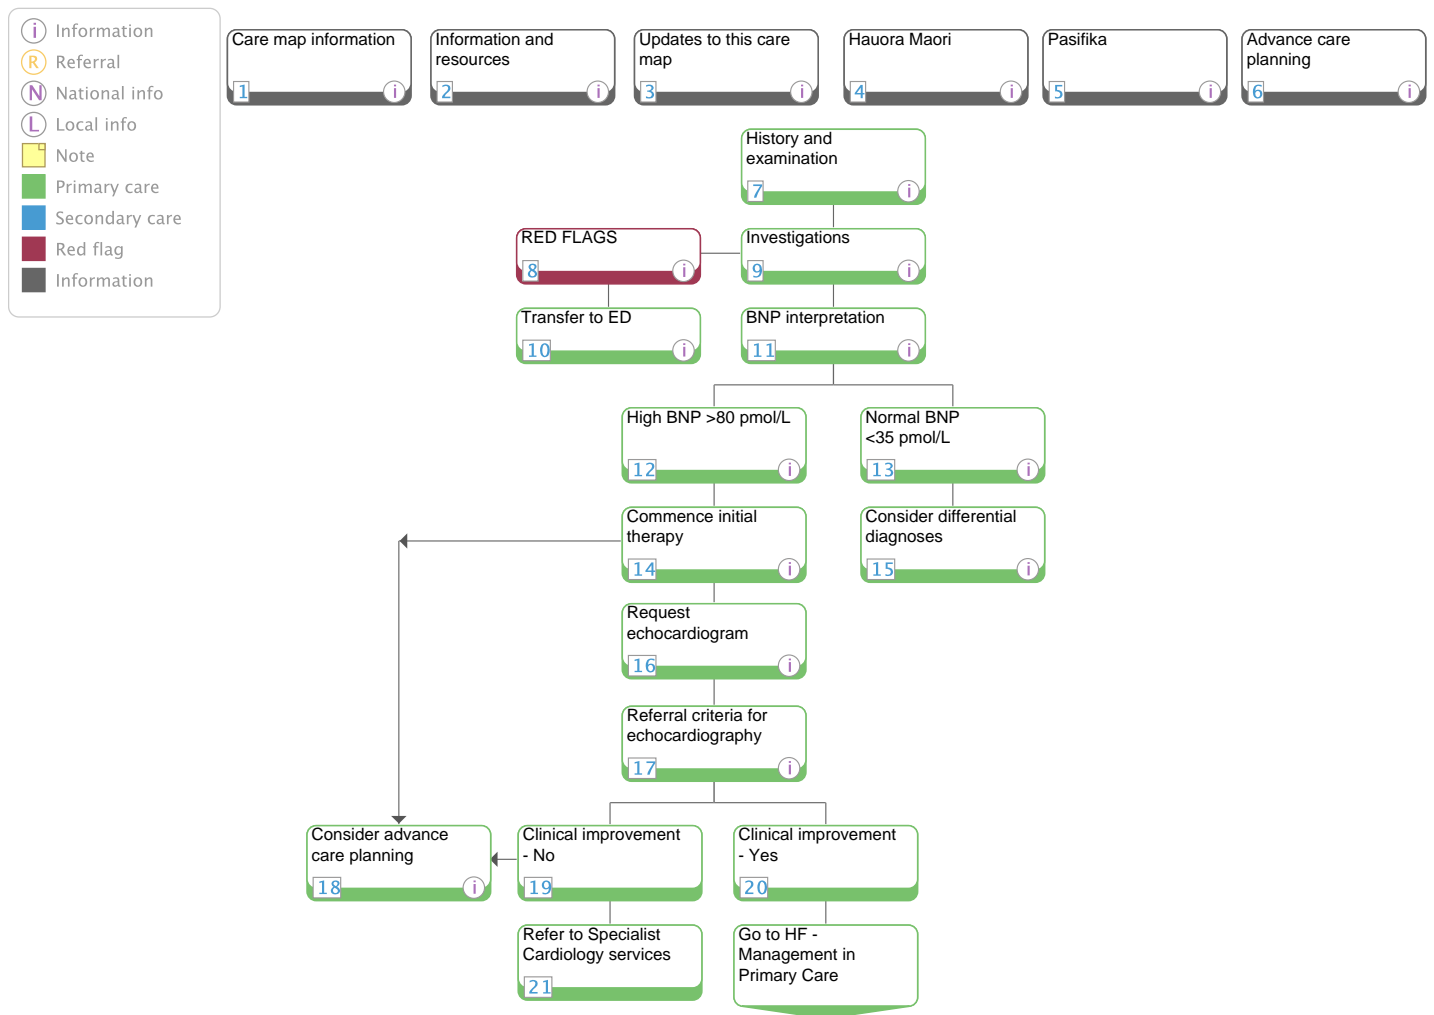 i Information
R Referral
N National info
L Local info
Note
Primary care
Secondary care
Red flag
Information
Care map information
1 i
Information and
resources
2 i
Updates to this care
map
3 i
Hauora Maori
4 i
Pasifika
5 i
Advance care
planning
6 i
History and
examination
7 i
RED FLAGS
8 i
Investigations
9 i
Transfer to ED
10 i
BNP interpretation
11 i
High BNP >80 pmol/L
12 i
Normal BNP
<35 pmol/L
13 i
Commence initial
therapy
14 i
Consider differential
diagnoses
15 i
Request
echocardiogram
16 i
Referral criteria for
echocardiography
17 i
Consider advance
care planning
18 i
Clinical improvement
- No
19
Clinical improvement
- Yes
20
Refer to Specialist
Cardiology services
21
Go to HF -
Management in
Primary Care